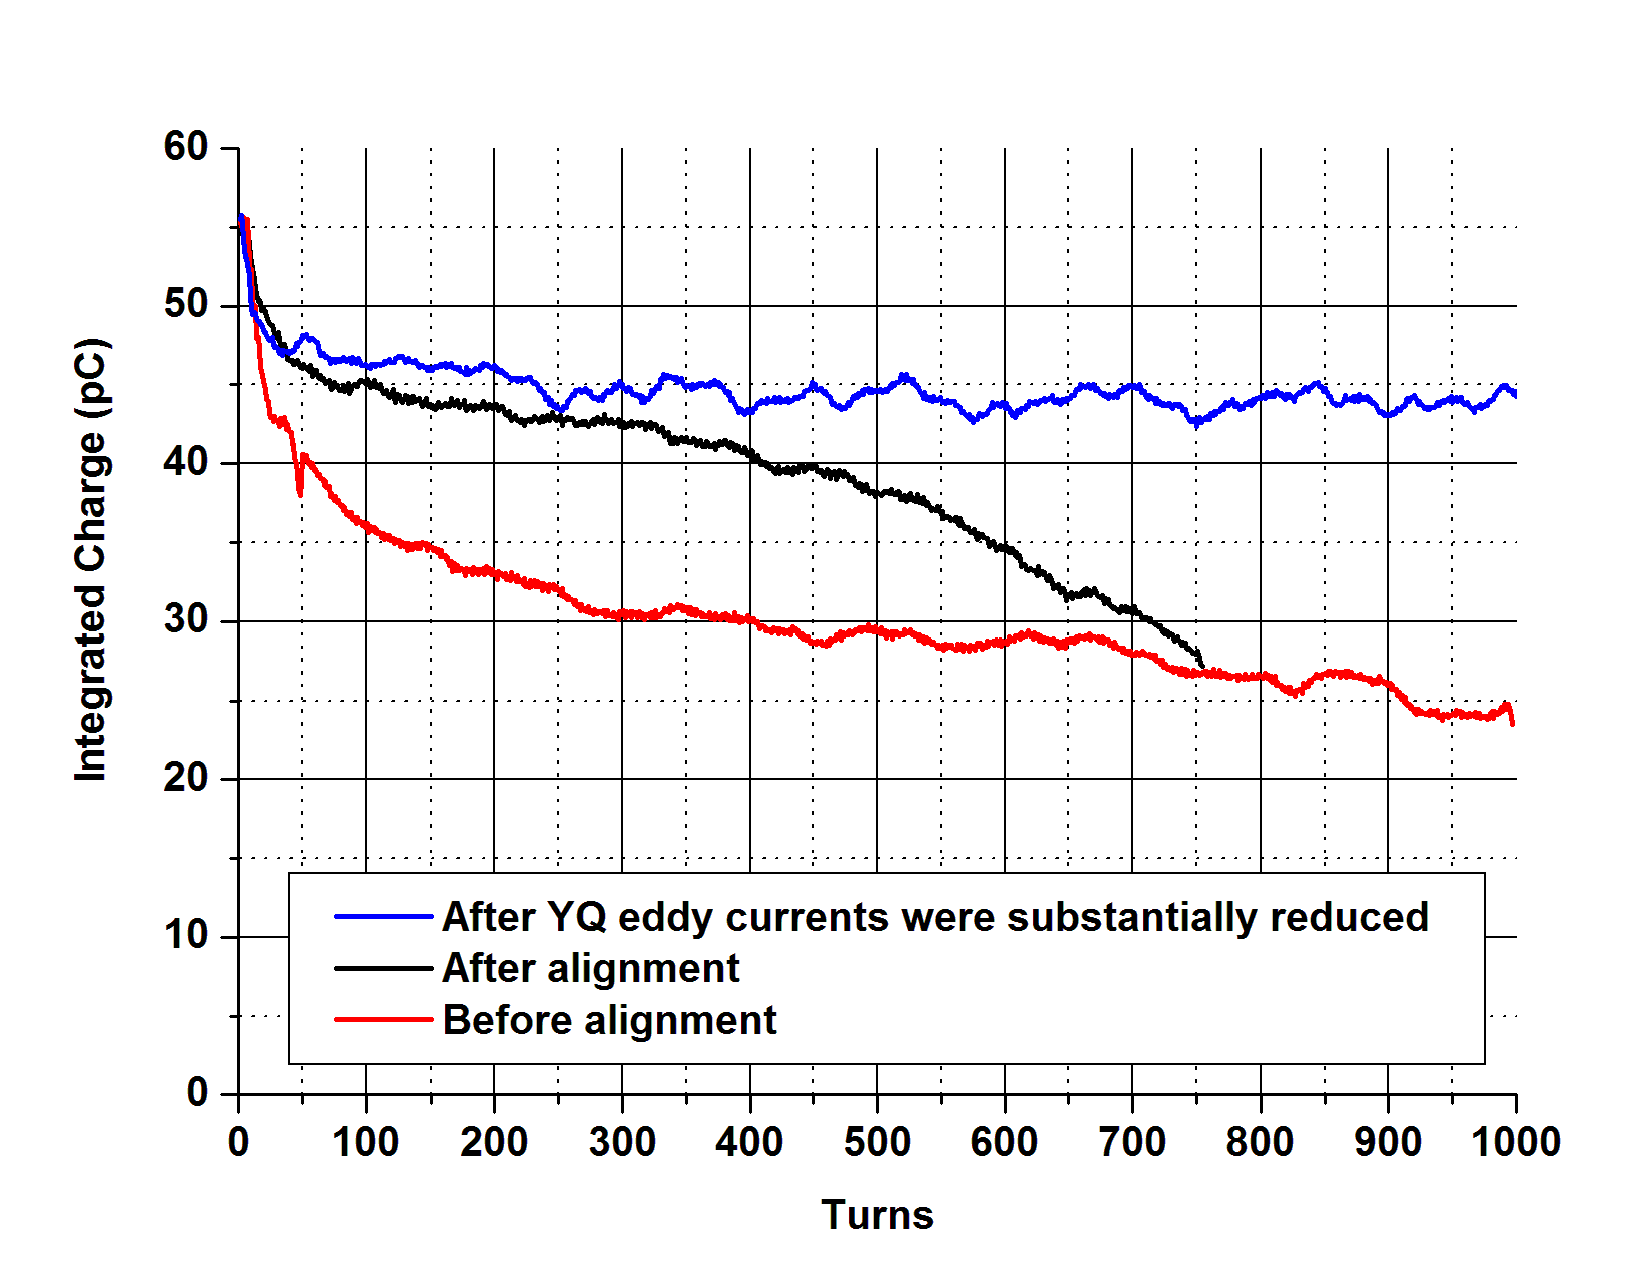 60
50
40
30
20
10
0
Integrated Charge (pC)
After YQ eddy currents were substantially reduced
After alignment
Before alignment
0 100 200 300 400 500 600 700 800 900 1000
Turns